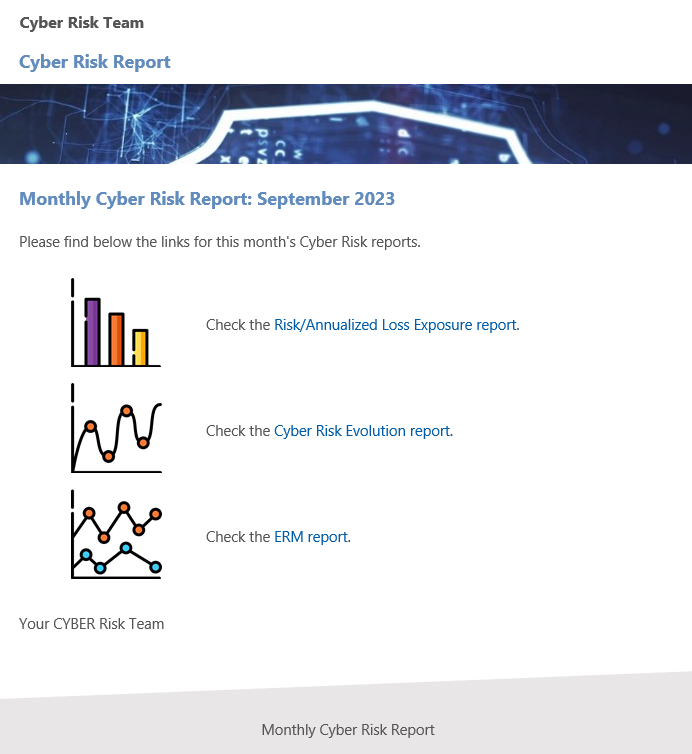 Cyber Risk Team
Cyber Risk Report
Monthly Cyber Risk Report: September 2023
Please find below the links for this month's Cyber Risk reports.
Check the Risk/Annualized Loss Exposure report.
Check the Cyber Risk Evolution report.
Check the ERM report.
Your CYBER Risk Team
Monthly Cyber Risk Report